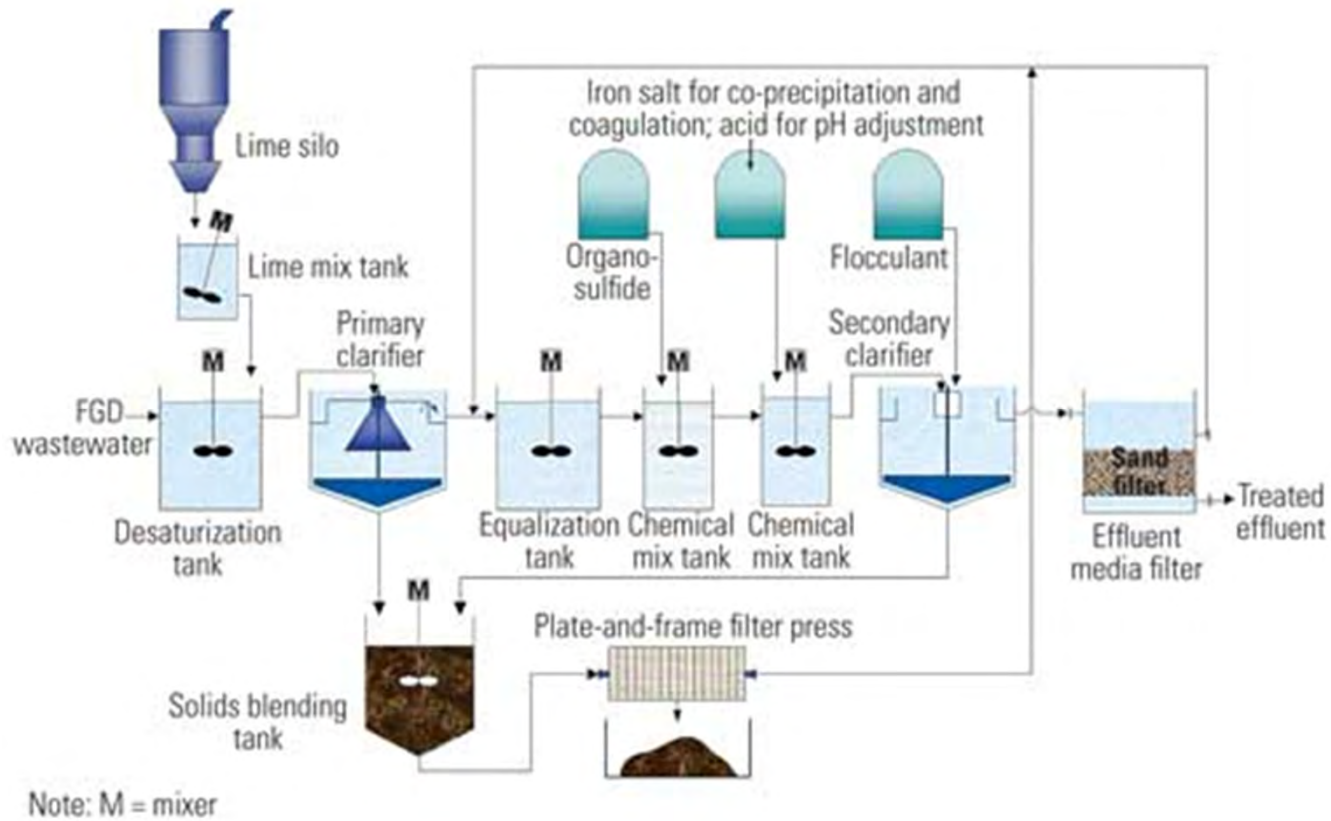 Iron salt for co-precipitation and
coagulation; acid for pH adjustment
Lime silo
M
Lime mix tank
Organo-
sulfide
Flocculant
Primary
clarifier
Secondary
clarifier
M
M
M
M
FGD
wastewater
Sand
filter
Treated
effluent
Desaturization
tank
Equalization
tank
Chemical
mix tank
Chemical
mix tank
Effluent
media filter
M
Plate-and-frame filter press
Solids blending
tank
Note: M = mixer